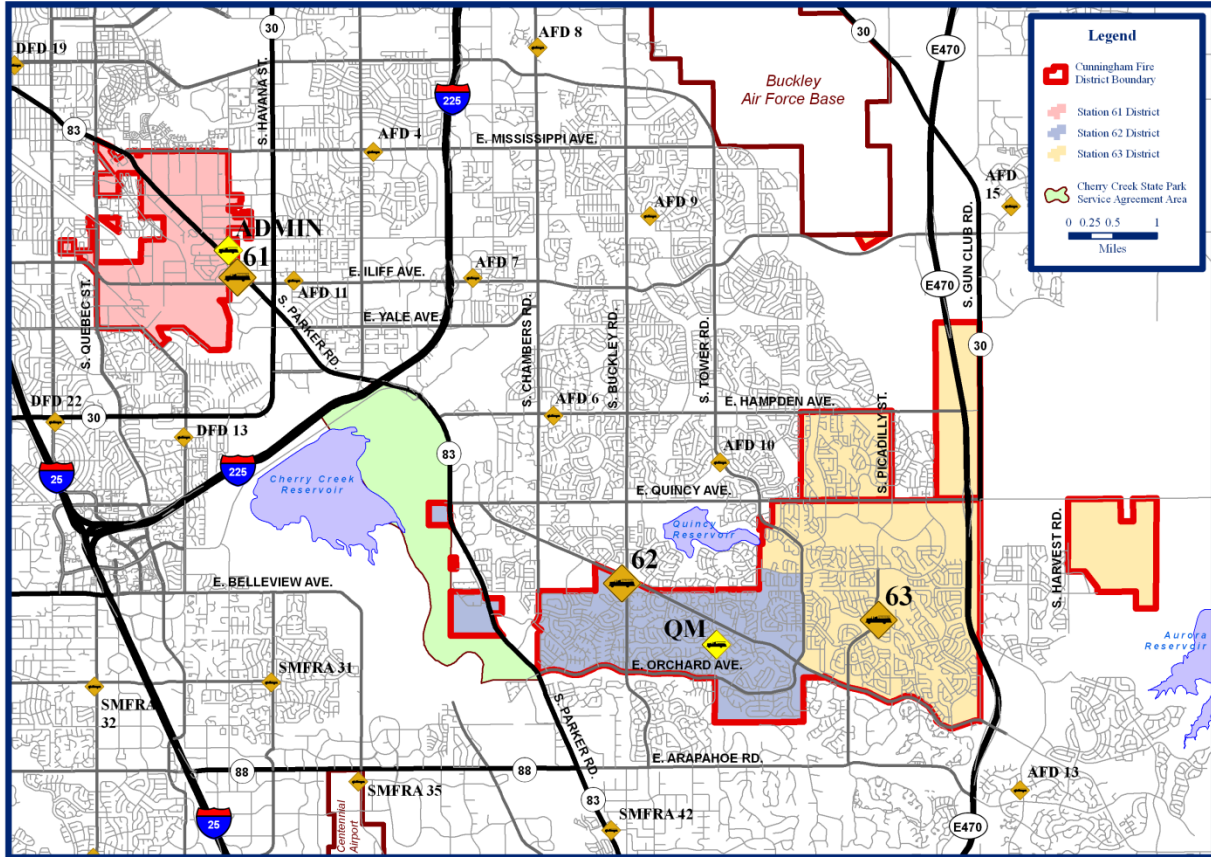 DFD 19
30
S. HAVANA ST.
225
AFD 8
Buckley
Air Force Base
30
E470
Legend
Cunningham Fire
District Boundary
Station 61 District
Station 62 District
Station 63 District
Cherry Creek State Park
Service Agreement Area
0 0.25 0.5 1
Miles
83
AFD 4
E. MISSISSIPPI AVE.
AFD 9
AFD
15
S. GUN CLUB RD.
ADMIN
61
E. ILIFF AVE.
AFD 11
AFD 7
E470
S. QUEBEC ST.
S. PARKER RD.
E. YALE AVE.
S. CHAMBERS RD.
S. BUCKLEY RD.
S. TOWER RD.
30
DFD 22
30
DFD 13
AFD 6
E. HAMPDEN AVE.
S. PICADILLY ST.
25
225
83
AFD 10
Cherry Creek
Reservoir
E. QUINCY AVE.
Quincy
Reservoir
S. HARVEST RD.
E. BELLEVIEW AVE.
62
63
QM
E. ORCHARD AVE.
Aurora
Reservoir
SMFRA
32
SMFRA 31
S. PARKER RD.
E. ARAPAHOE RD.
88
88
SMFRA 35
Centennial
Airport
83
SMFRA 42
AFD 13
25
E470